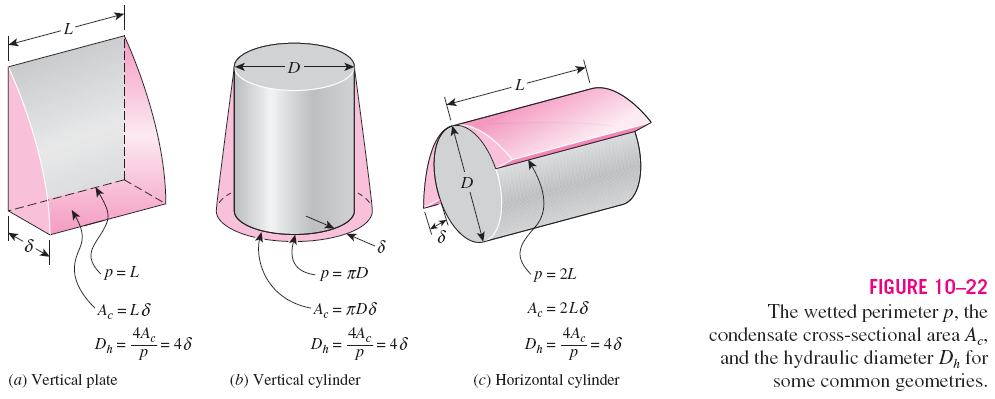 L
δ
p = L
A_c = Lδ
D_h = 4A_c/p = 4δ
(a) Vertical plate
D
δ
p = πD
A_c = πDδ
D_h = 4A_c/p = 4δ
(b) Vertical cylinder
L
D
δ
p = 2L
A_c = 2Lδ
D_h = 4A_c/p = 4δ
(c) Horizontal cylinder
FIGURE 10–22
The wetted perimeter p, the
condensate cross-sectional area A_c,
and the hydraulic diameter D_h for
some common geometries.